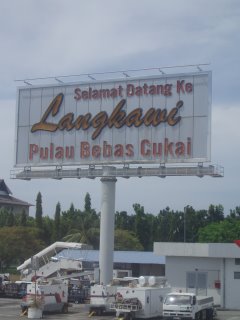 Selamat Datang Ke
Langkawi
Pulau Bebas Cukai